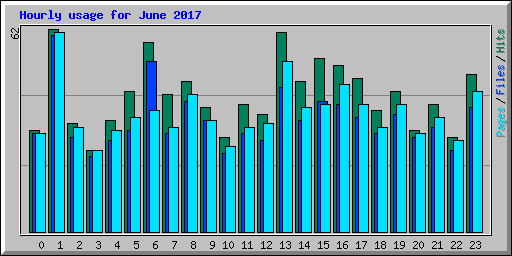 Hourly usage for June 2017
62
Pages/Files/Hits
0 1 2 3 4 5 6 7 8 9 10 11 12 13 14 15 16 17 18 19 20 21 22 23